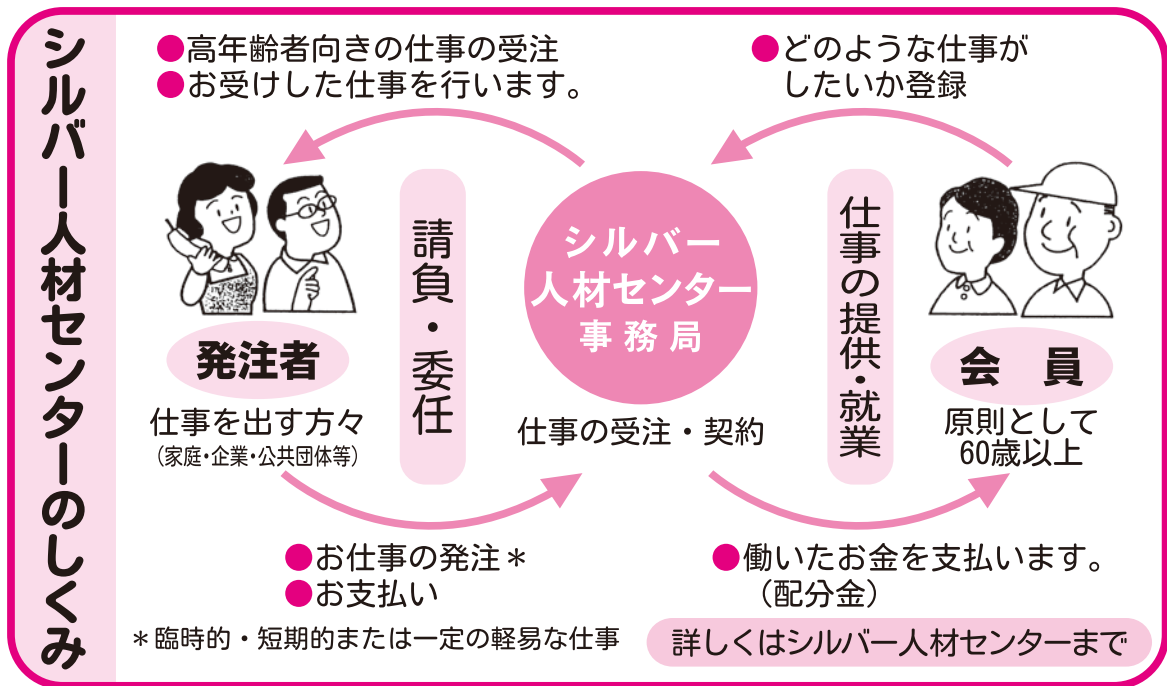 シルバー人材センターのしくみ
●高年齢者向きの仕事の受注
●お受けした仕事を行います。
●どのような仕事が
したいか登録
発注者
仕事を出す方々
(家庭・企業・公共団体等)
請負・委任
シルバー
人材センター
事務局
仕事の受注・契約
仕事の提供・就業
会　員
原則として
60歳以上
●お仕事の発注＊
●お支払い
＊臨時的・短期的または一定の軽易な仕事
●働いたお金を支払います。
（配分金）
詳しくはシルバー人材センターまで